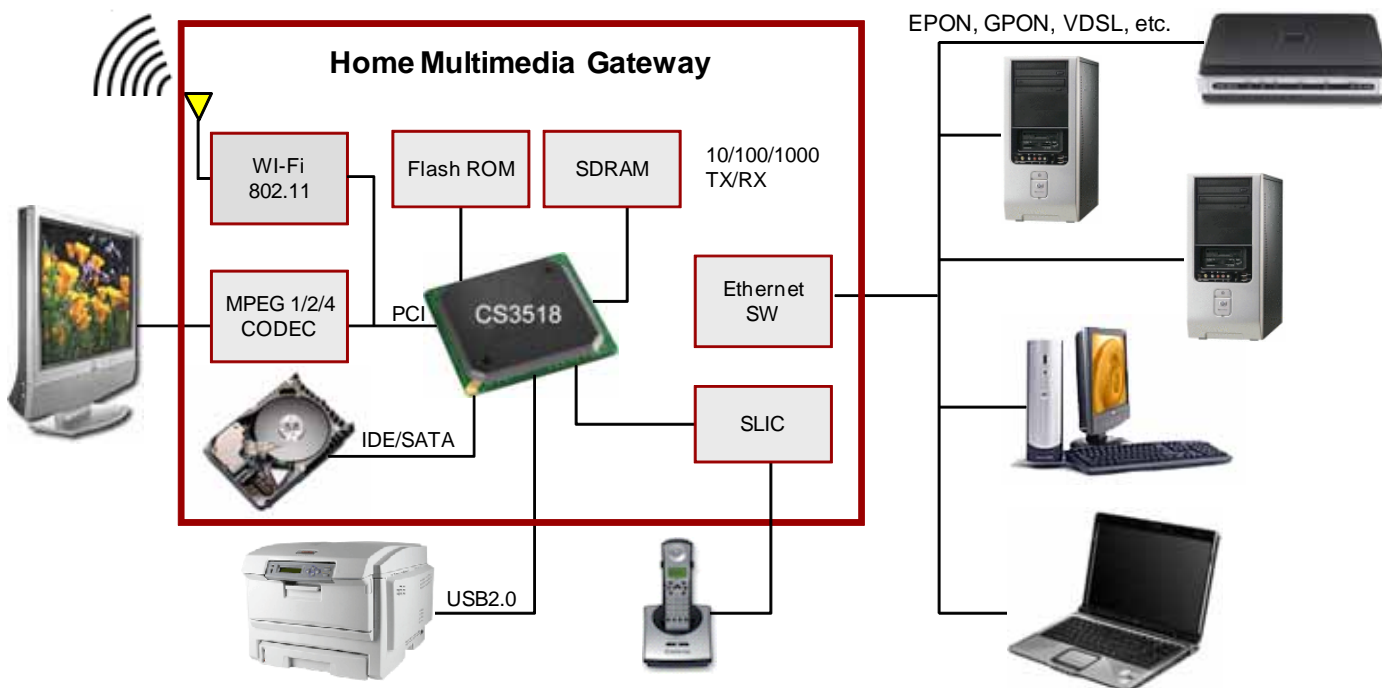 EPON, GPON, VDSL, etc.
Home Multimedia Gateway
WI-Fi
802.11
Flash ROM
SDRAM
10/100/1000
TX/RX
MPEG 1/2/4
CODEC
PCI
CS3518
Ethernet
SW
IDE/SATA
SLIC
USB2.0